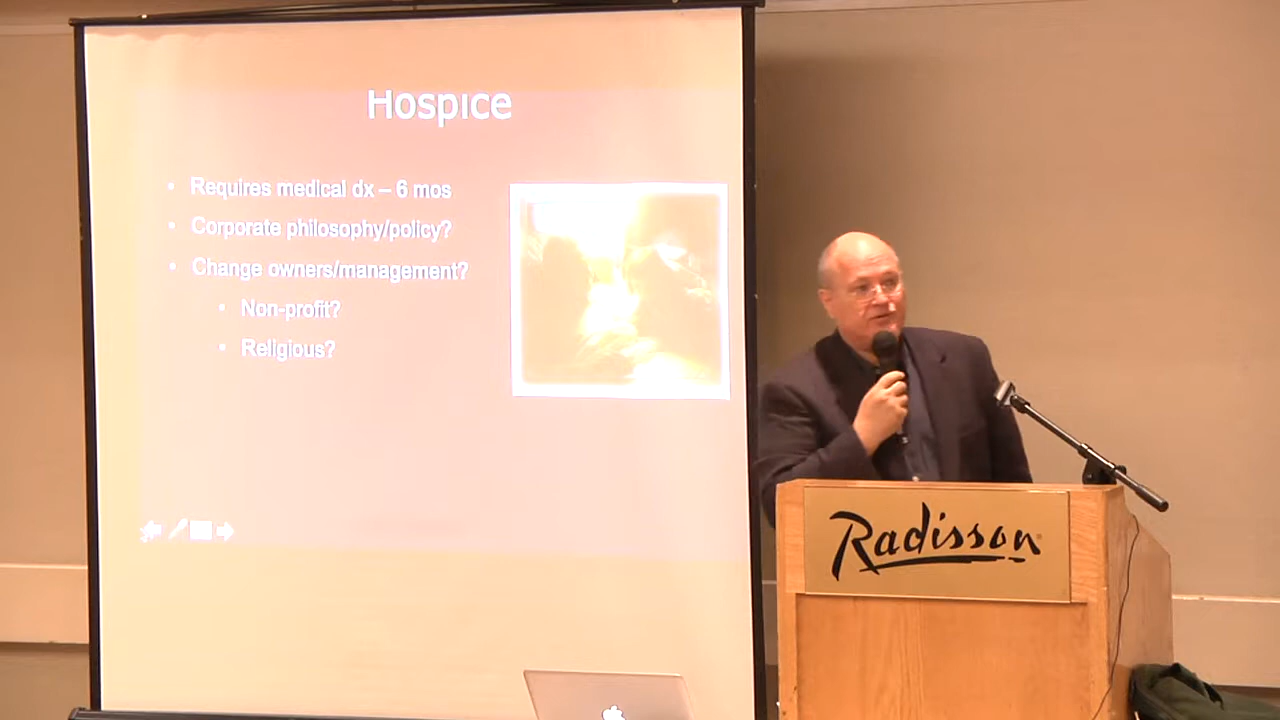 Hospice
• Requires medical dx – 6 mos
• Corporate philosophy/policy?
• Change owners/management?
• Non-profit?
• Religious?
Radisson